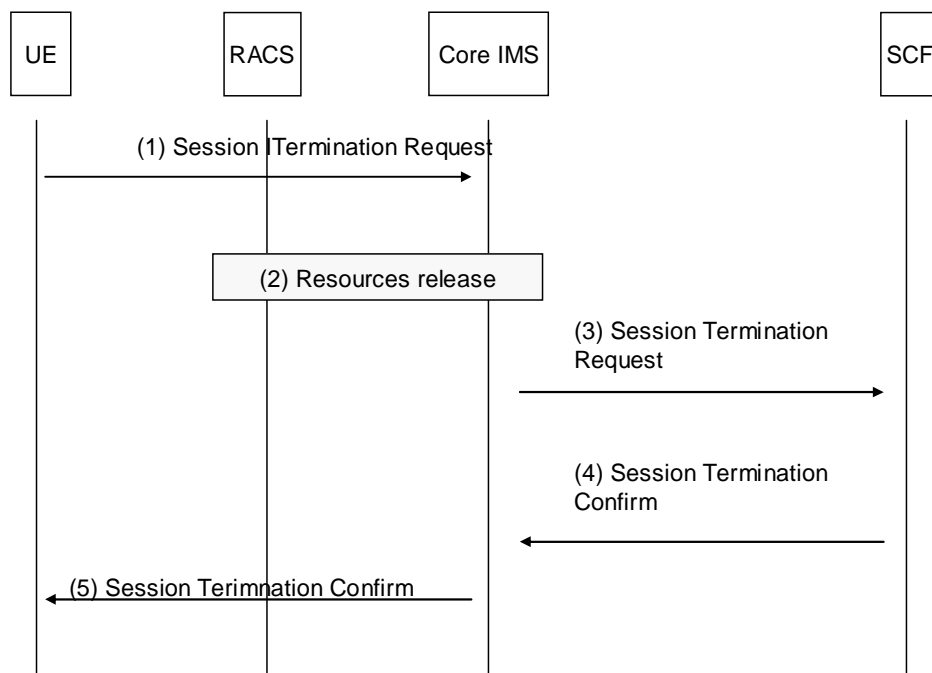 UE
RACS
Core IMS
SCF
(1) Session ITermination Request
(2) Resources release
(3) Session Termination
Request
(4) Session Termination
Confirm
(5) Session Terimnation Confirm